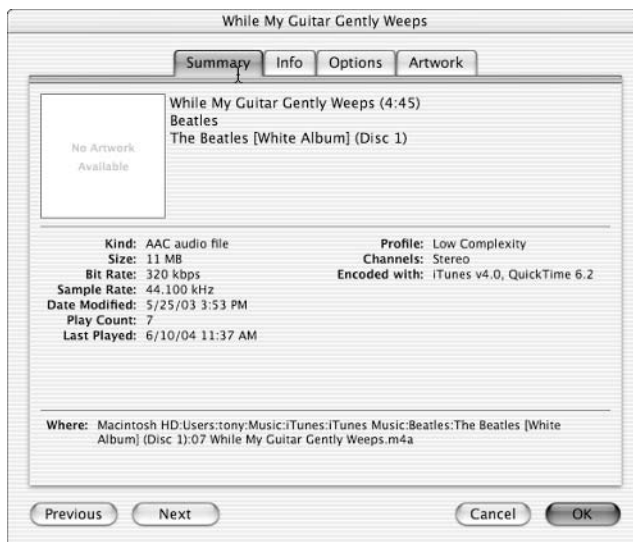 While My Guitar Gently Weeps
Summary Info Options Artwork
No Artwork
Available
While My Guitar Gently Weeps (4:45)
Beatles
The Beatles [White Album] (Disc 1)
Kind: AAC audio file
Size: 11 MB
Bit Rate: 320 kbps
Sample Rate: 44.100 kHz
Date Modified: 5/25/03 3:53 PM
Play Count: 7
Last Played: 6/10/04 11:37 AM
Profile: Low Complexity
Channels: Stereo
Encoded with: iTunes v4.0, QuickTime 6.2
Where: Macintosh HD:Users:tony:Music:iTunes:iTunes Music:Beatles:The Beatles [White
Album] (Disc 1):07 While My Guitar Gently Weeps.m4a
Previous Next Cancel OK